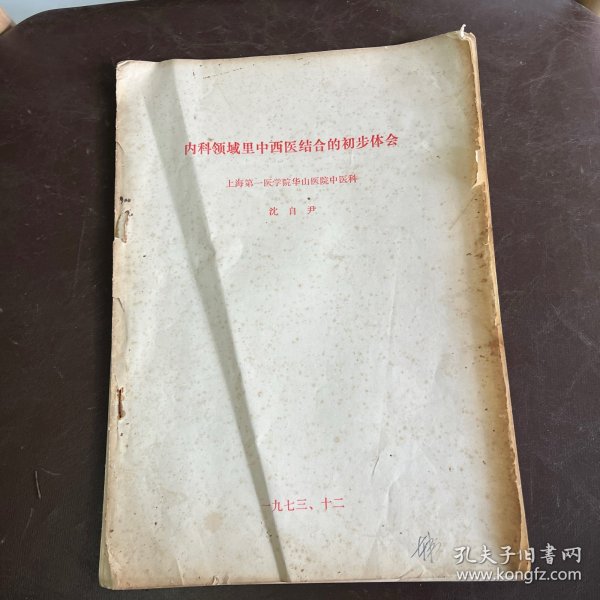 内科领域里中西医结合的初步体会
上海第一医学院华山医院中医科
沈自尹
一九七三、十二
孔夫子旧书网
www.kongfz.com